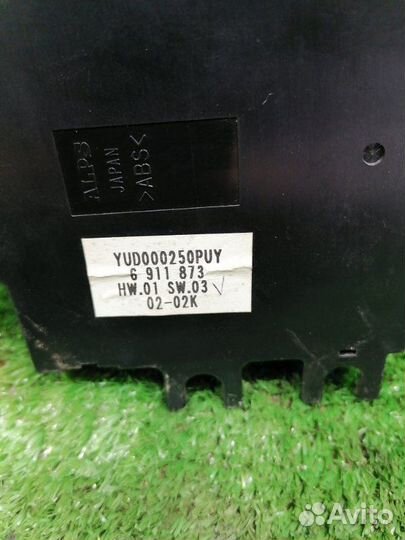 ALPS
JAPAN
>ABS<
YUD000250PUY
6 911 873
HW.01 SW.03
02-02K
Avito